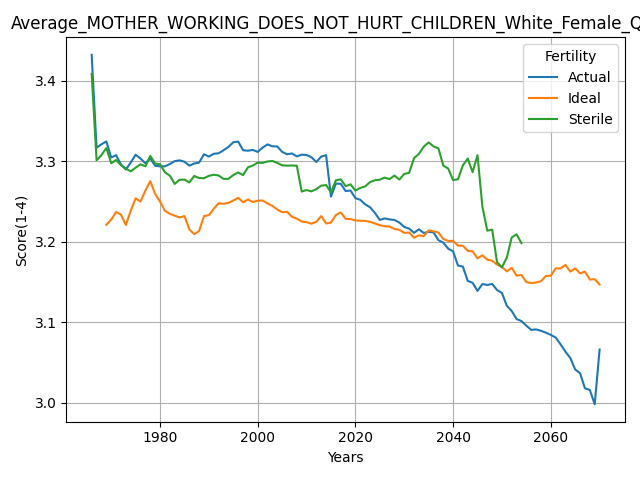 Average_MOTHER_WORKING_DOES_NOT_HURT_CHILDREN_White_Female_Q
Fertility
Actual
Ideal
Sterile
Score(1-4)
3.4
3.3
3.2
3.1
3.0
1980 2000 2020 2040 2060
Years